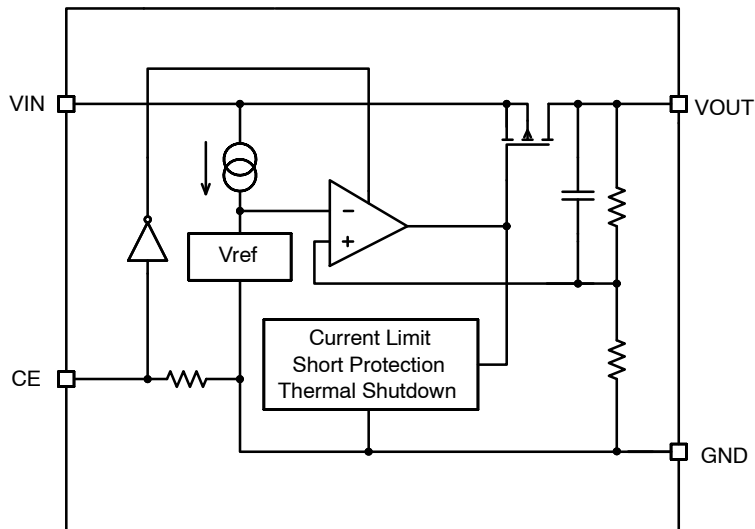 VIN
VOUT
−
+
Vref
Current Limit
Short Protection
Thermal Shutdown
CE
GND